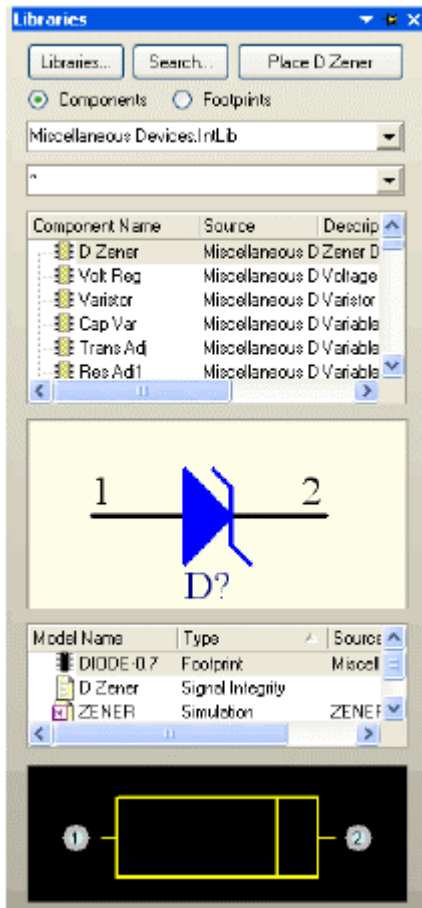 Libraries
Libraries... Search... Place D Zener
Components Footprints
Miscellaneous Devices.IntLib
*
Component Name Source Descrip
D Zener Miscellaneous D Zener D
Volt Reg Miscellaneous D Voltage
Varistor Miscellaneous D Varistor
Cap Var Miscellaneous D Variable
Trans Adj Miscellaneous D Variable
Res Adj1 Miscellaneous D Variable
1 2
D?
Model Name Type Source
DIODE-0.7 Footprint Miscell
D Zener Signal Integrity
ZENER Simulation ZENER
1 2